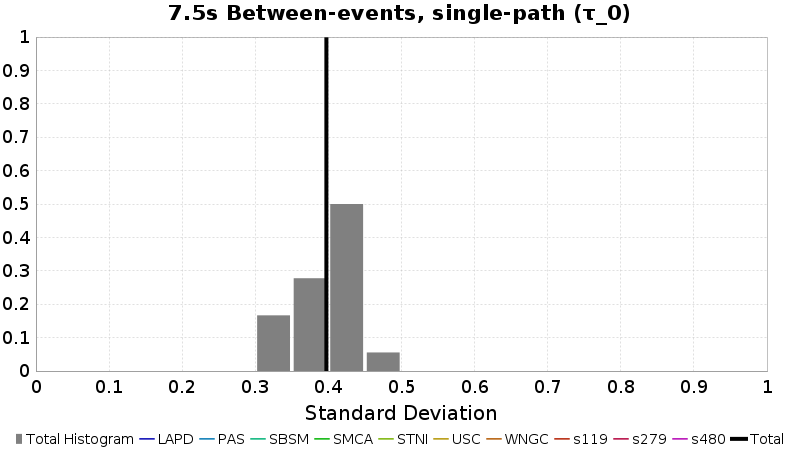 7.5s Between-events, single-path (τ_0)
1
0.9
0.8
0.7
0.6
0.5
0.4
0.3
0.2
0.1
0
0 0.1 0.2 0.3 0.4 0.5 0.6 0.7 0.8 0.9 1
Standard Deviation
Total Histogram LAPD PAS SBSM SMCA STNI USC WNGC s119 s279 s480 Total